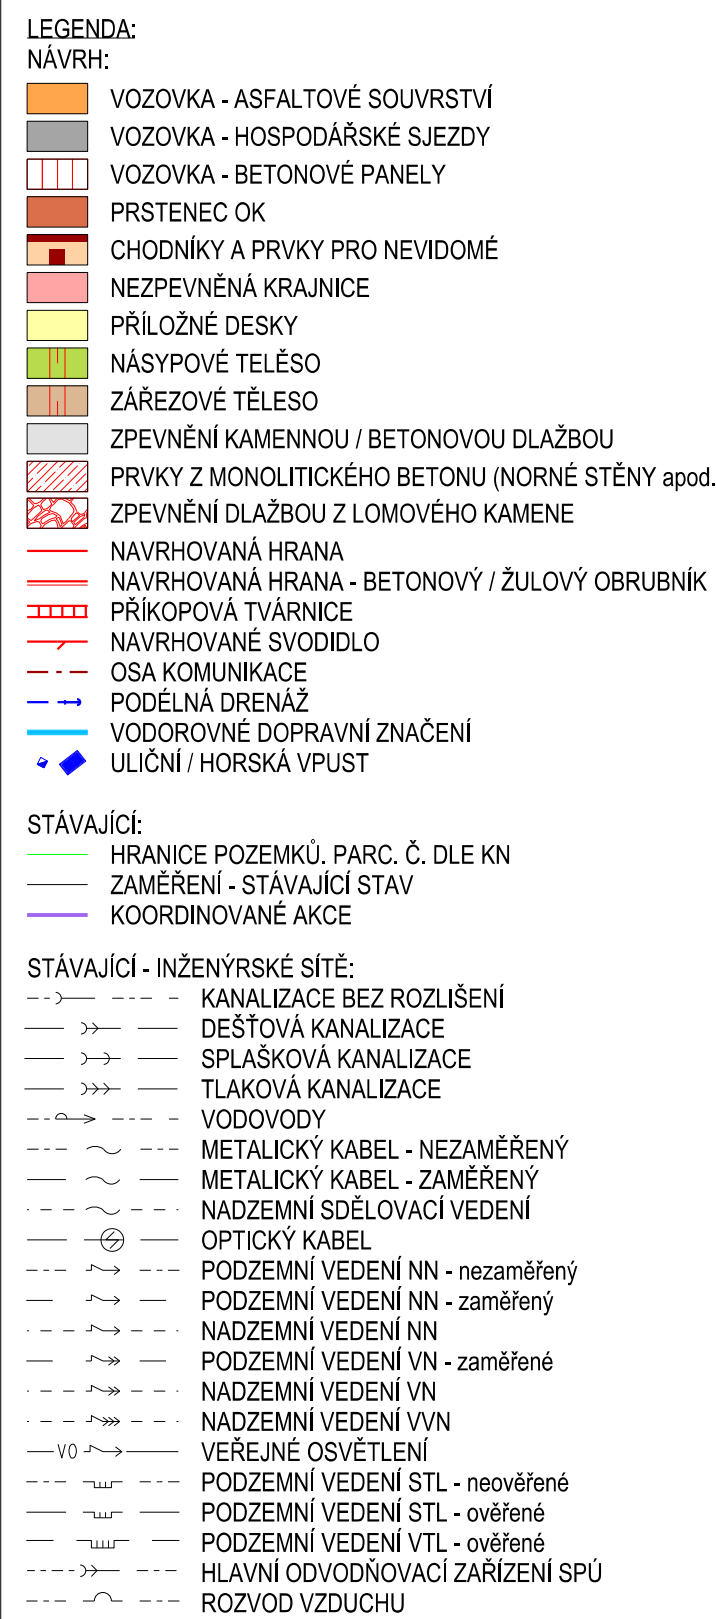 LEGENDA:
NÁVRH:
VOZOVKA - ASFALTOVÉ SOUVRSTVÍ
VOZOVKA - HOSPODÁŘSKÉ SJEZDY
VOZOVKA - BETONOVÉ PANELY
PRSTENEC OK
CHODNÍKY A PRVKY PRO NEVIDOMÉ
NEZPEVNĚNÁ KRAJNICE
PŘÍLOŽNÉ DESKY
NÁSYPOVÉ TELĚSO
ZÁŘEZOVÉ TĚLESO
ZPEVNĚNÍ KAMENNOU / BETONOVOU DLAŽBOU
PRVKY Z MONOLITICKÉHO BETONU (NORNÉ STĚNY apod.
ZPEVNĚNÍ DLAŽBOU Z LOMOVÉHO KAMENE
NAVRHOVANÁ HRANA
NAVRHOVANÁ HRANA - BETONOVÝ / ŽULOVÝ OBRUBNÍK
PŘÍKOPOVÁ TVÁRNICE
NAVRHOVANÉ SVODIDLO
OSA KOMUNIKACE
PODÉLNÁ DRENÁŽ
VODOROVNÉ DOPRAVNÍ ZNAČENÍ
ULIČNÍ / HORSKÁ VPUST
STÁVAJÍCÍ:
HRANICE POZEMKŮ. PARC. Č. DLE KN
ZAMĚŘENÍ - STÁVAJÍCÍ STAV
KOORDINOVANÉ AKCE
STÁVAJÍCÍ - INŽENÝRSKÉ SÍTĚ:
KANALIZACE BEZ ROZLIŠENÍ
DEŠŤOVÁ KANALIZACE
SPLAŠKOVÁ KANALIZACE
TLAKOVÁ KANALIZACE
VODOVODY
METALICKÝ KABEL - NEZAMĚŘENÝ
METALICKÝ KABEL - ZAMĚŘENÝ
NADZEMNÍ SDĚLOVACÍ VEDENÍ
OPTICKÝ KABEL
PODZEMNÍ VEDENÍ NN - nezaměřený
PODZEMNÍ VEDENÍ NN - zaměřený
NADZEMNÍ VEDENÍ NN
PODZEMNÍ VEDENÍ VN - zaměřené
NADZEMNÍ VEDENÍ VN
NADZEMNÍ VEDENÍ VVN
VO VEŘEJNÉ OSVĚTLENÍ
PODZEMNÍ VEDENÍ STL - neověřené
PODZEMNÍ VEDENÍ STL - ověřené
PODZEMNÍ VEDENÍ VTL - ověřené
HLAVNÍ ODVODŇOVACÍ ZAŘÍZENÍ SPÚ
ROZVOD VZDUCHU